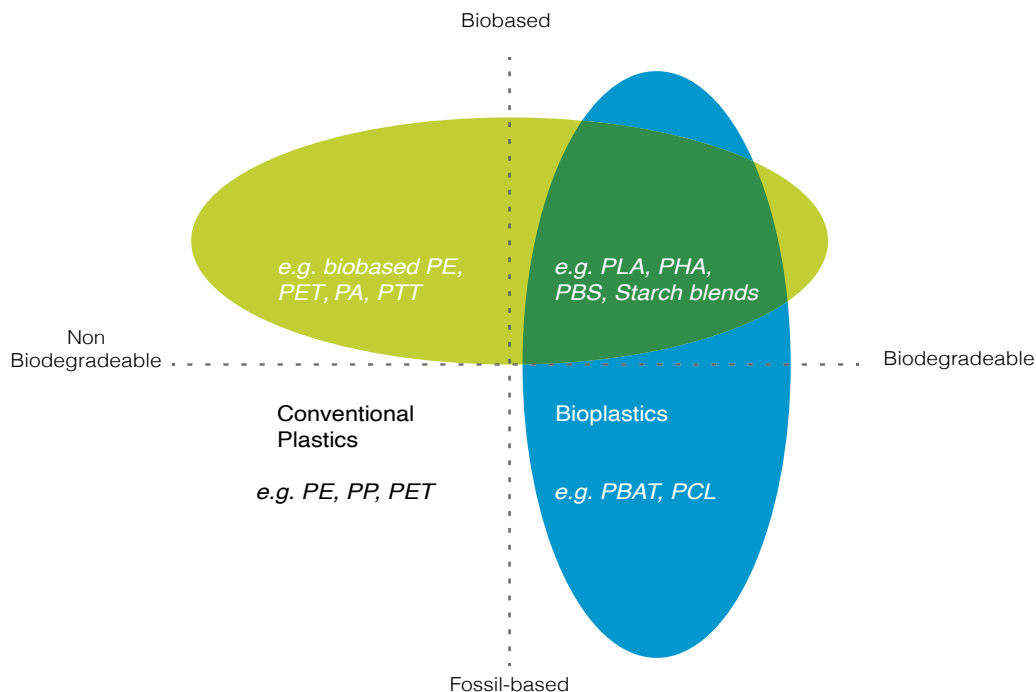 Biobased
e.g. biobased PE,
PET, PA, PTT
e.g. PLA, PHA,
PBS, Starch blends
Non
Biodegradeable
Biodegradeable
Conventional
Plastics
Bioplastics
e.g. PE, PP, PET
e.g. PBAT, PCL
Fossil-based